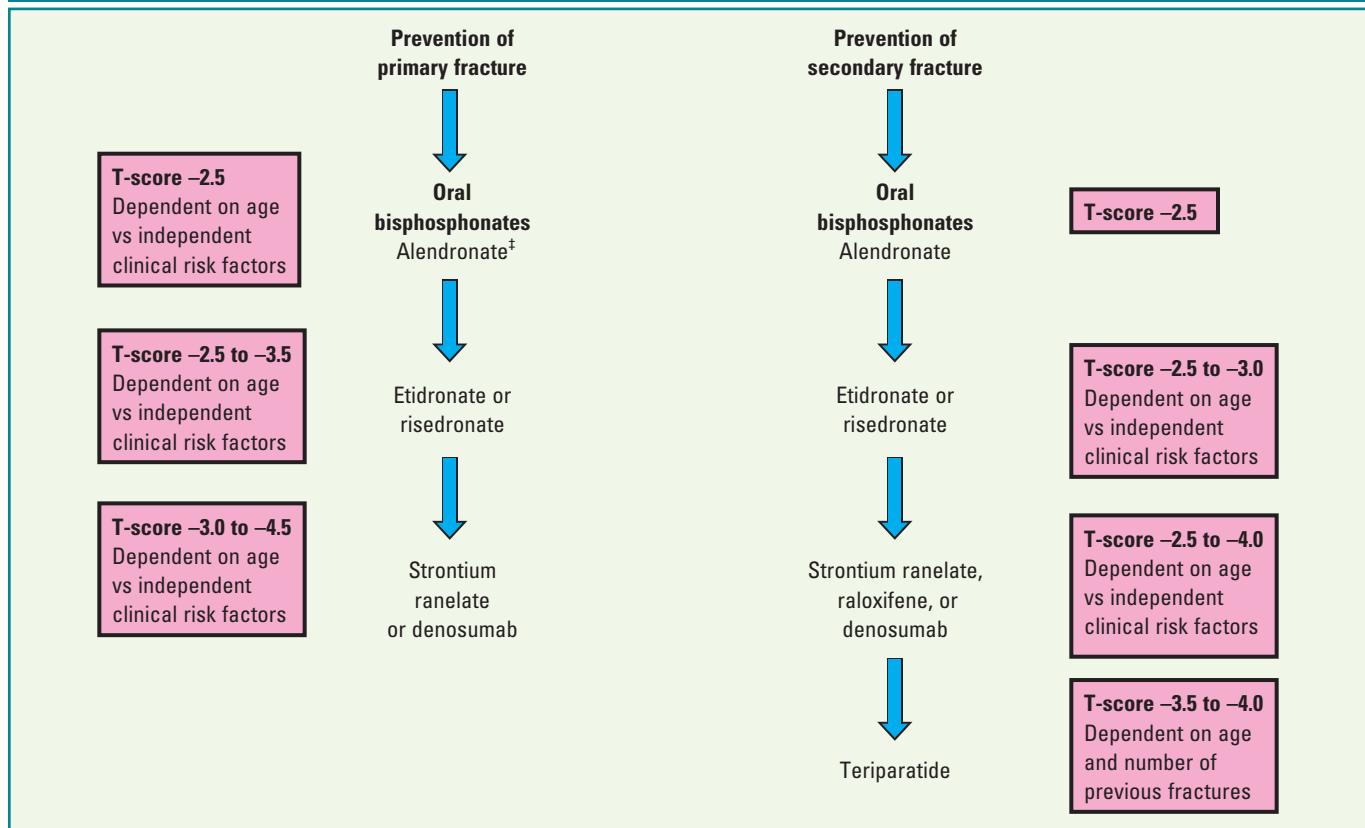 Prevention of
primary fracture
T-score –2.5
Dependent on age
vs independent
clinical risk factors
Oral
bisphosphonates
Alendronate‡
T-score –2.5 to –3.5
Dependent on age
vs independent
clinical risk factors
Etidronate or
risedronate
T-score –3.0 to –4.5
Dependent on age
vs independent
clinical risk factors
Strontium
ranelate
or denosumab
Prevention of
secondary fracture
Oral
bisphosphonates
Alendronate
T-score –2.5
Etidronate or
risedronate
T-score –2.5 to –3.0
Dependent on age
vs independent
clinical risk factors
Strontium ranelate,
raloxifene, or
denosumab
T-score –2.5 to –4.0
Dependent on age
vs independent
clinical risk factors
Teriparatide
T-score –3.5 to –4.0
Dependent on age
and number of
previous fractures